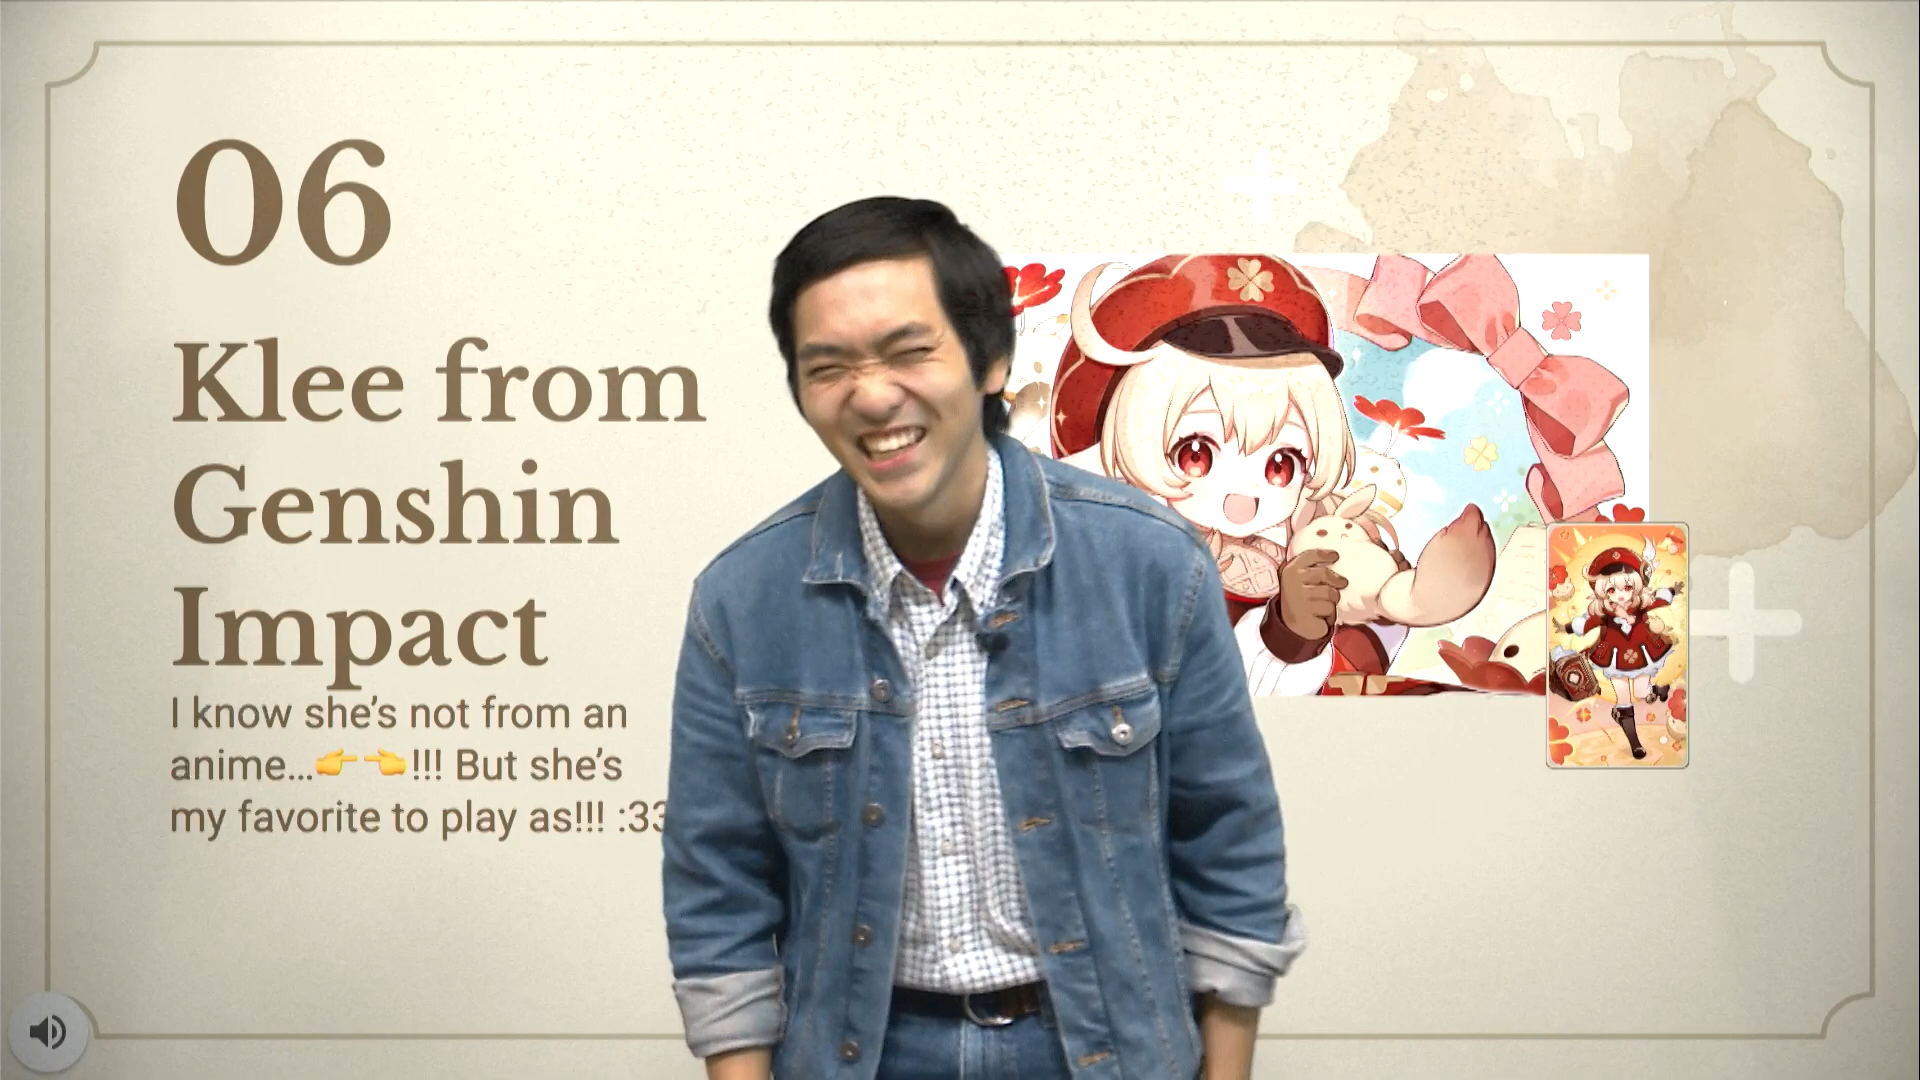 06
Klee from
Genshin
Impact
I know she’s not from an
anime...👉👈!!! But she’s
my favorite to play as!!! :33